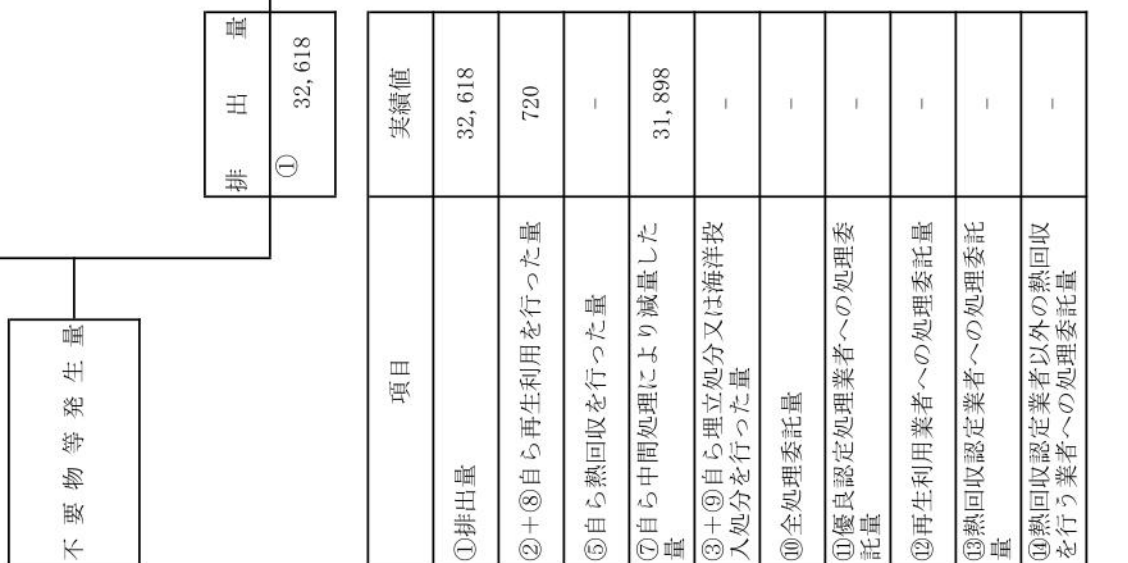 不要物等発生量
排出量
①
32,618
項目
実績値
①排出量
32,618
②+⑧自ら再生利用を行った量
720
⑤自ら熱回収を行った量
－
⑦自ら中間処理により減量した
量
31,898
③+⑨自ら埋立処分又は海洋投
入処分を行った量
－
⑩全処理委託量
－
⑪優良認定処理業者への処理委
託量
－
⑫再生利用業者への処理委託量
－
⑬熱回収認定業者への処理委託
量
－
⑭熱回収認定業者以外の熱回収
を行う業者への処理委託量
－